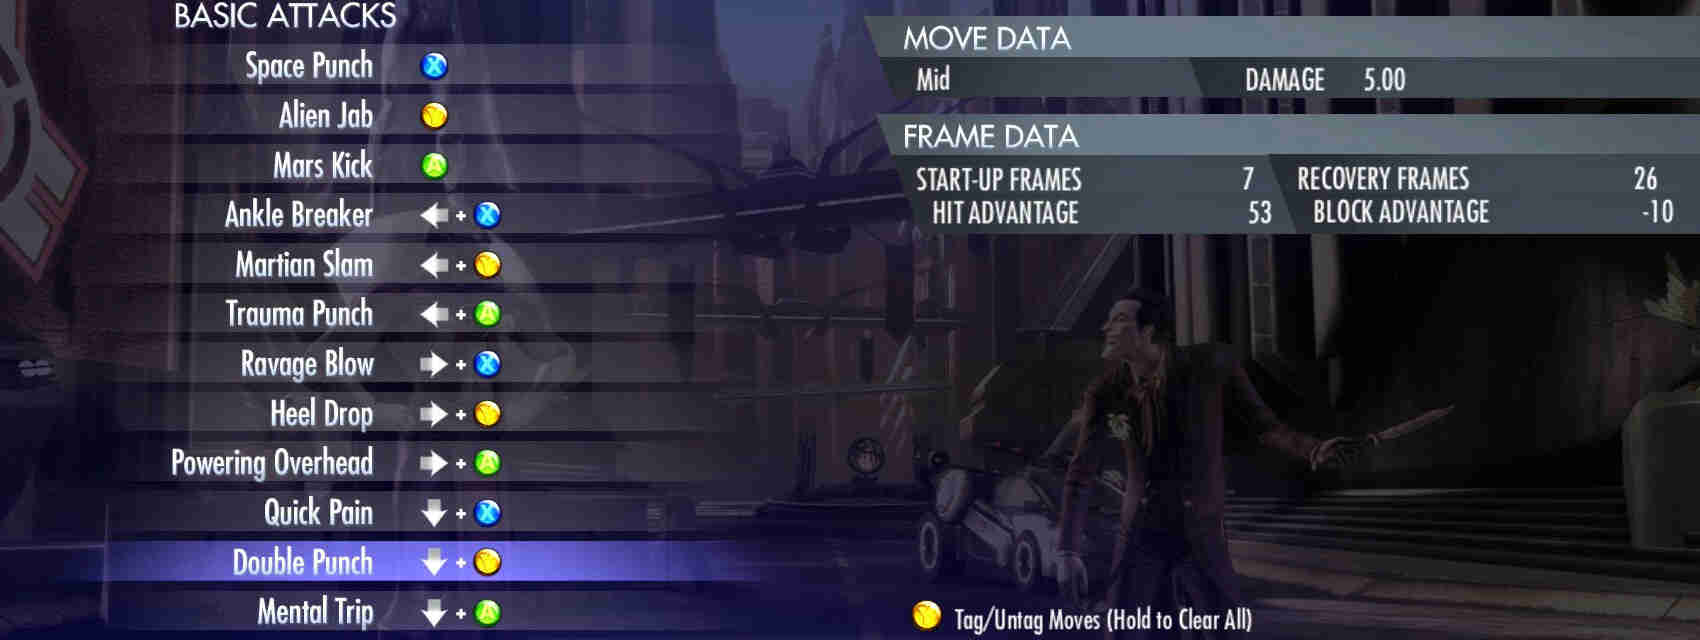 BASIC ATTACKS
Space Punch X
Alien Jab Y
Mars Kick A
Ankle Breaker + X
Martian Slam + Y
Trauma Punch + A
Ravage Blow + X
Heel Drop + Y
Powering Overhead + A
Quick Pain + X
Double Punch + Y
Mental Trip + A
MOVE DATA
Mid DAMAGE 5.00
FRAME DATA
START-UP FRAMES 7 RECOVERY FRAMES 26
HIT ADVANTAGE 53 BLOCK ADVANTAGE -10
Y Tag/Untag Moves (Hold to Clear All)